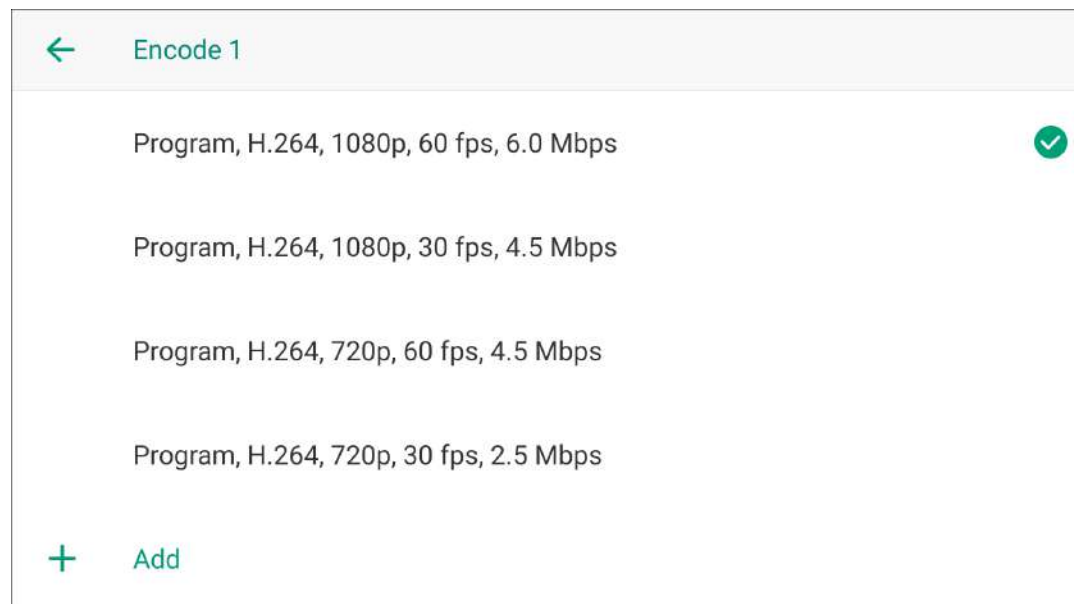 Encode 1
Program, H.264, 1080p, 60 fps, 6.0 Mbps
Program, H.264, 1080p, 30 fps, 4.5 Mbps
Program, H.264, 720p, 60 fps, 4.5 Mbps
Program, H.264, 720p, 30 fps, 2.5 Mbps
Add